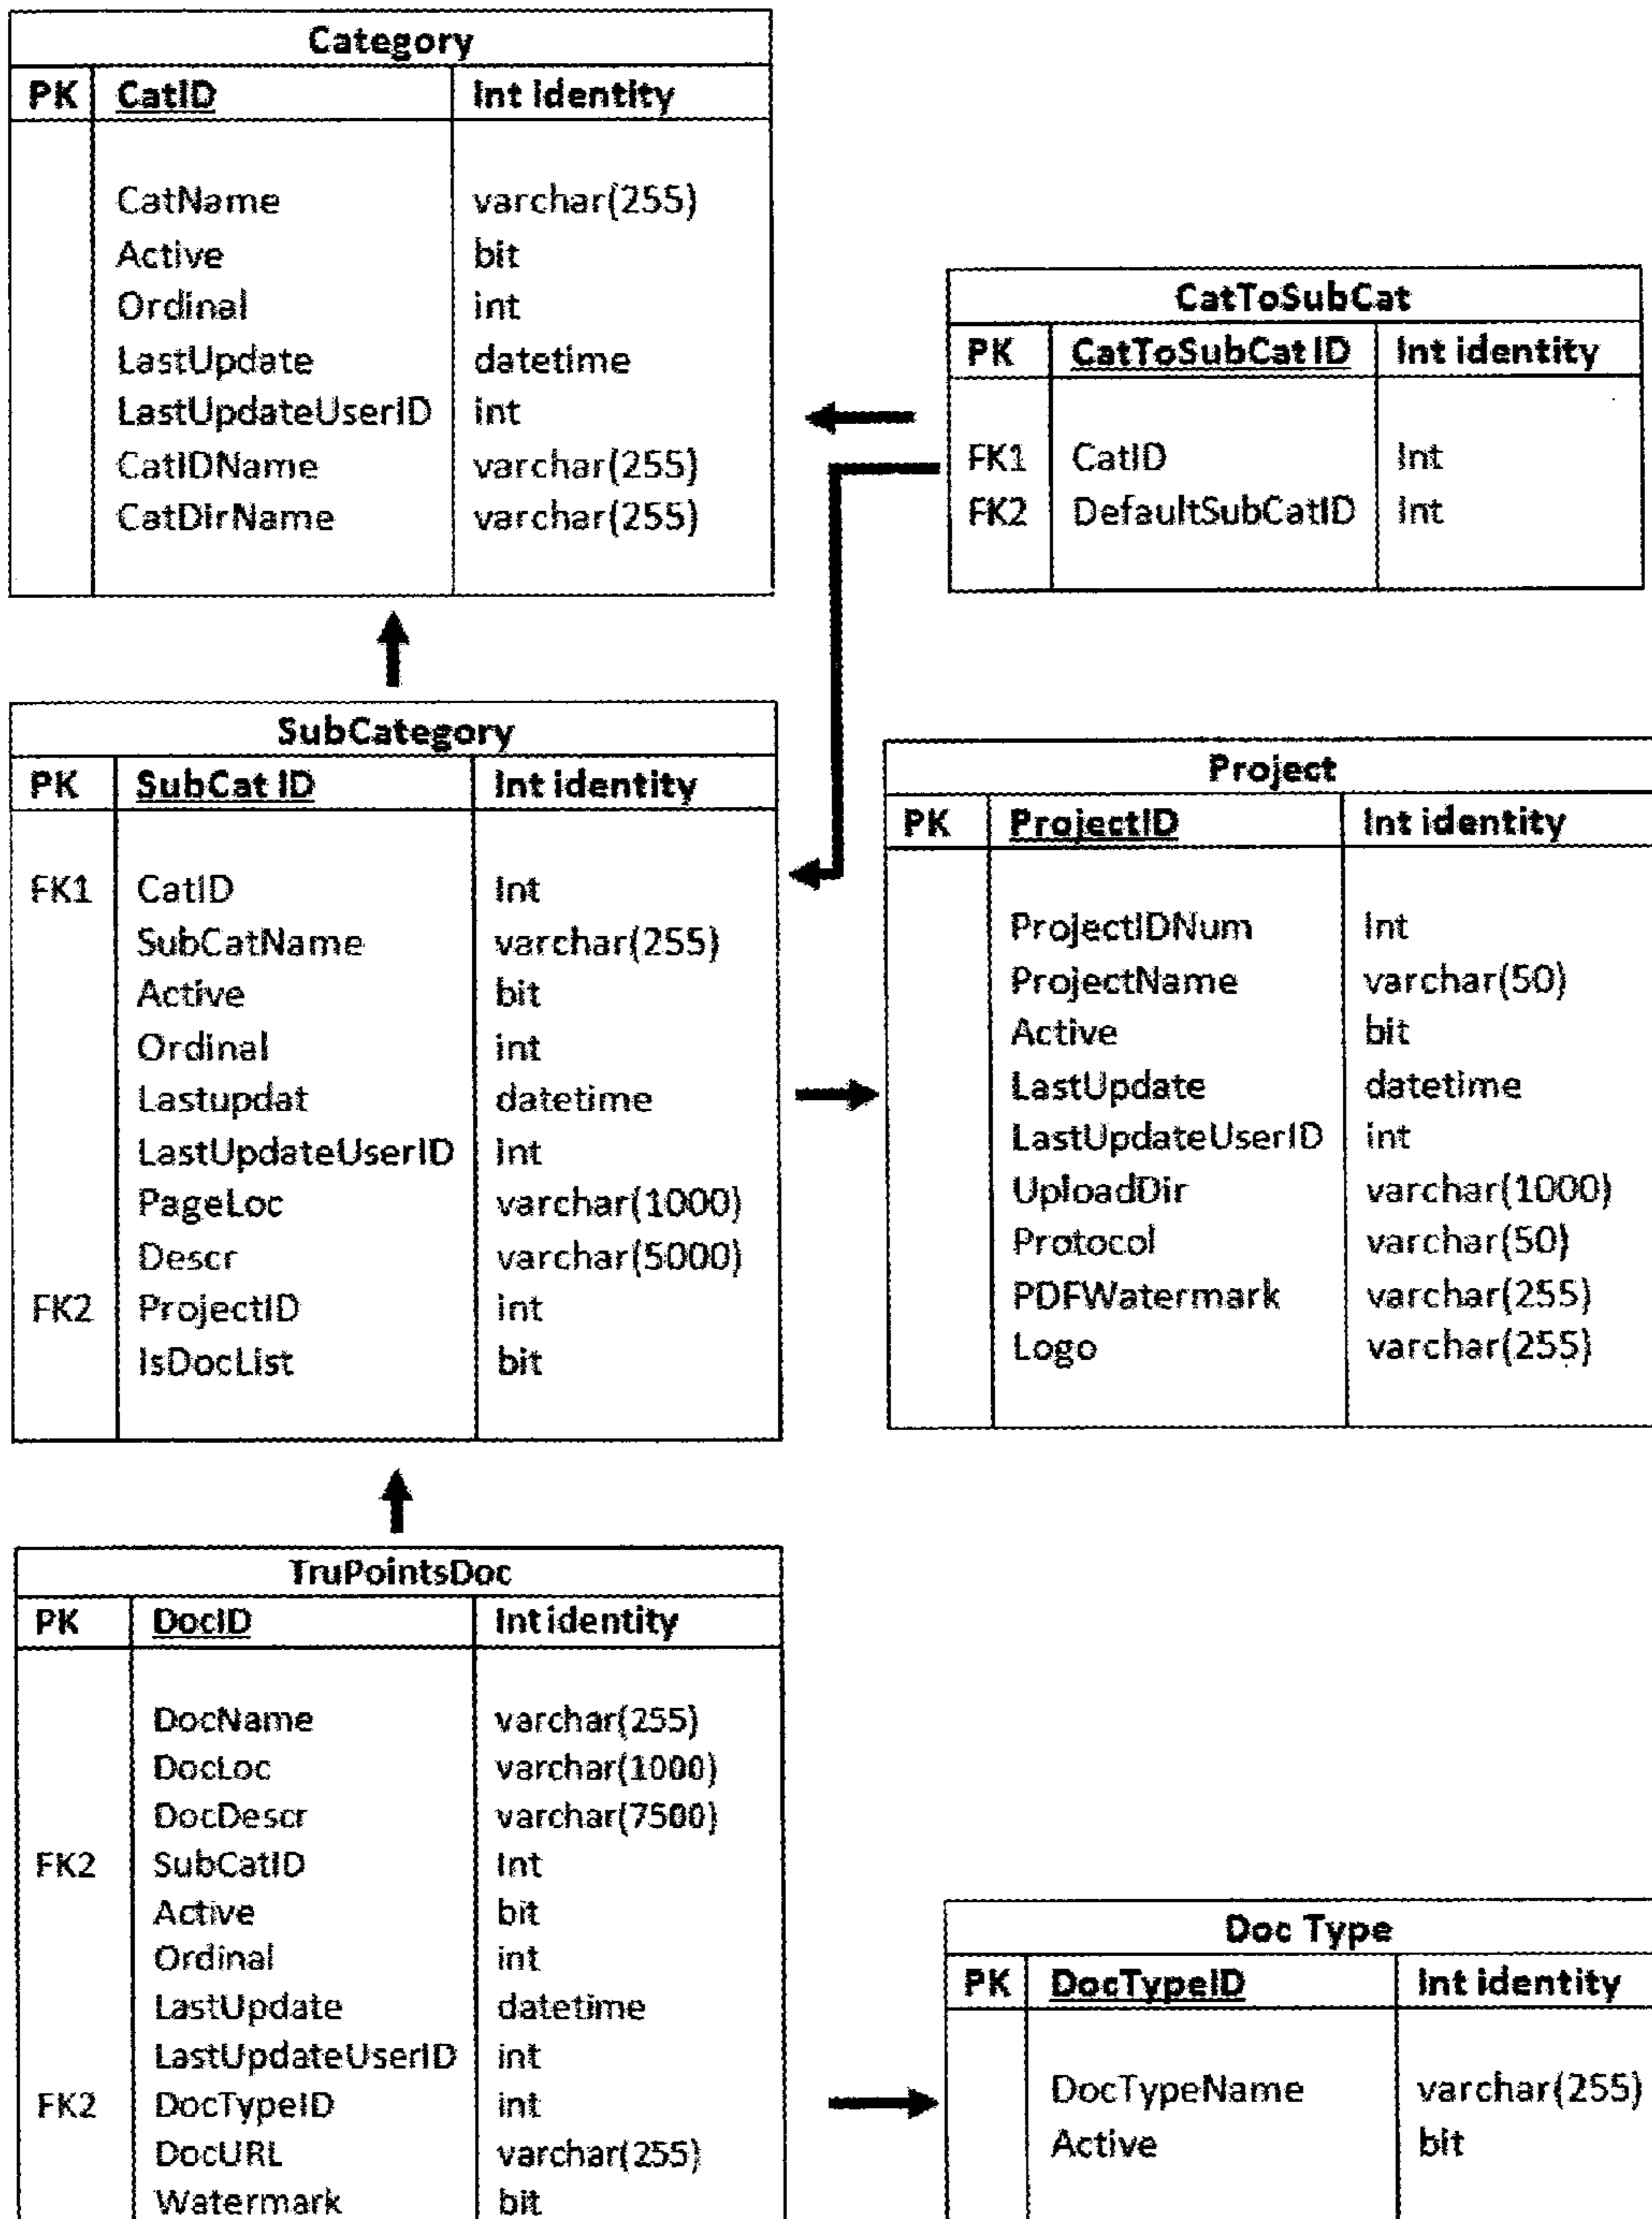 Category
PK CatID Int identity
CatName varchar(255)
Active bit
Ordinal int
LastUpdate datetime
LastUpdateUserID int
CatIDName varchar(255)
CatDirName varchar(255)
CatToSubCat
PK CatToSubCat ID Int identity
FK1 CatID Int
FK2 DefaultSubCatID Int
SubCategory
PK SubCat ID Int identity
FK1 CatID Int
SubCatName varchar(255)
Active bit
Ordinal int
Lastupdat datetime
LastUpdateUserID Int
PageLoc varchar(1000)
Descr varchar(5000)
FK2 ProjectID int
IsDocList bit
Project
PK ProjectID Int identity
ProjectIDNum Int
ProjectName varchar(50)
Active bit
LastUpdate datetime
LastUpdateUserID int
UploadDir varchar(1000)
Protocol varchar(50)
PDFWatermark varchar(255)
Logo varchar(255)
TruPointsDoc
PK DocID Int identity
DocName varchar(255)
DocLoc varchar(1000)
DocDescr varchar(7500)
FK2 SubCatID Int
Active bit
Ordinal int
LastUpdate datetime
LastUpdateUserID int
FK2 DocTypeID int
DocURL varchar(255)
Watermark bit
Doc Type
PK DocTypeID Int identity
DocTypeName varchar(255)
Active bit